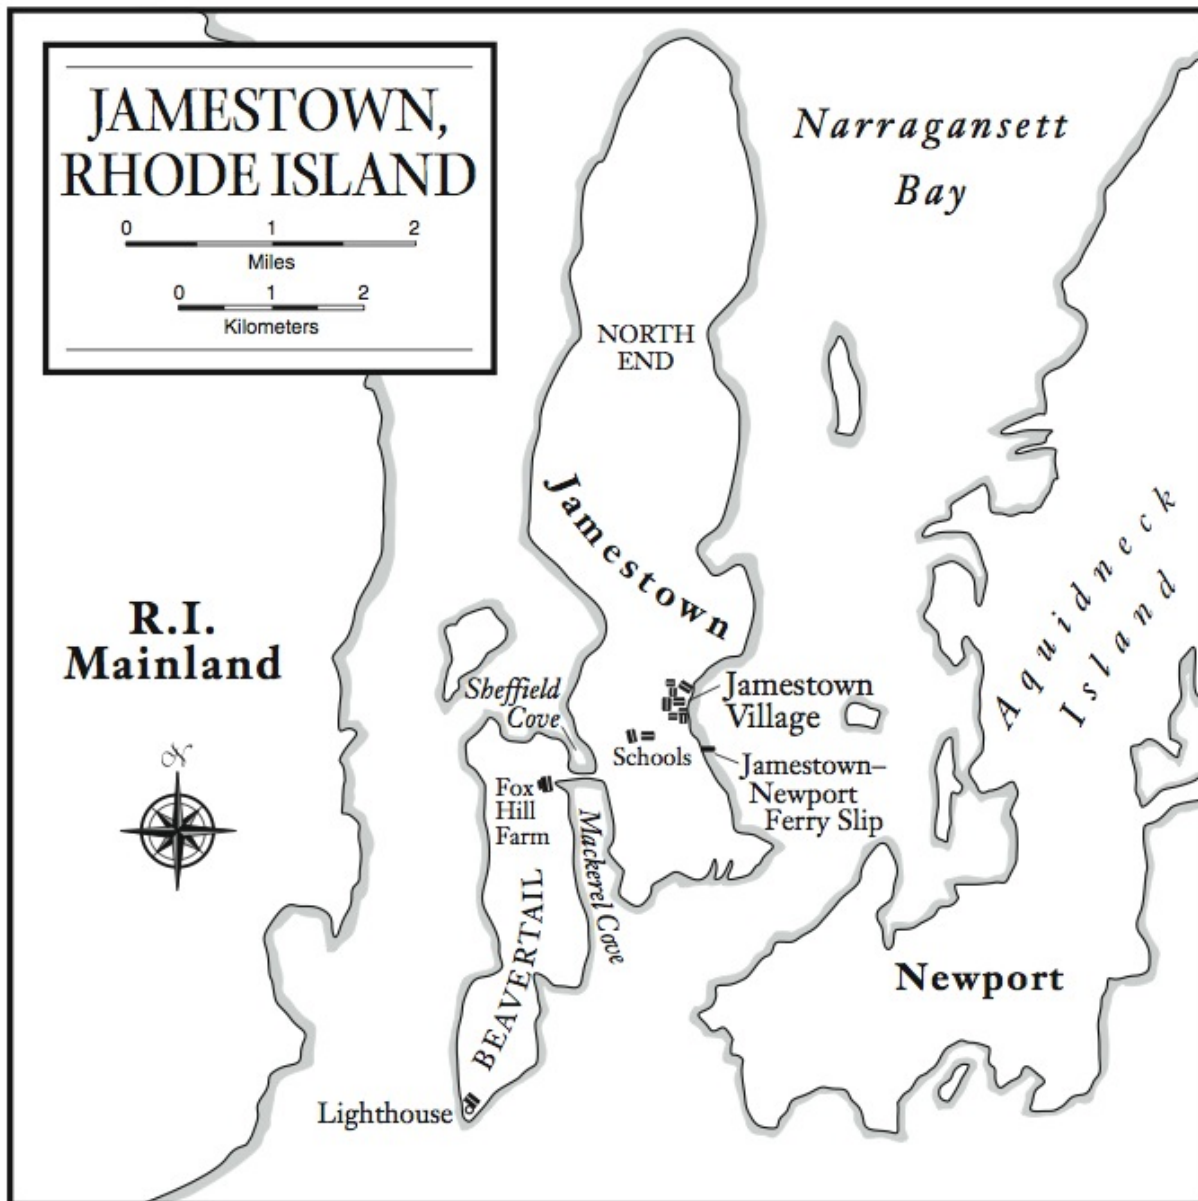 JAMESTOWN,
RHODE ISLAND
0 1 2
Miles
0 1 2
Kilometers
Narragansett
Bay
NORTH
END
Jamestown
Aquidneck
Island
R.I.
Mainland
Sheffield
Cove
Jamestown
Village
Schools
Jamestown–
Newport
Ferry Slip
Fox
Hill
Farm
Mackerel Cove
N
BEAVERTAIL
Newport
Lighthouse